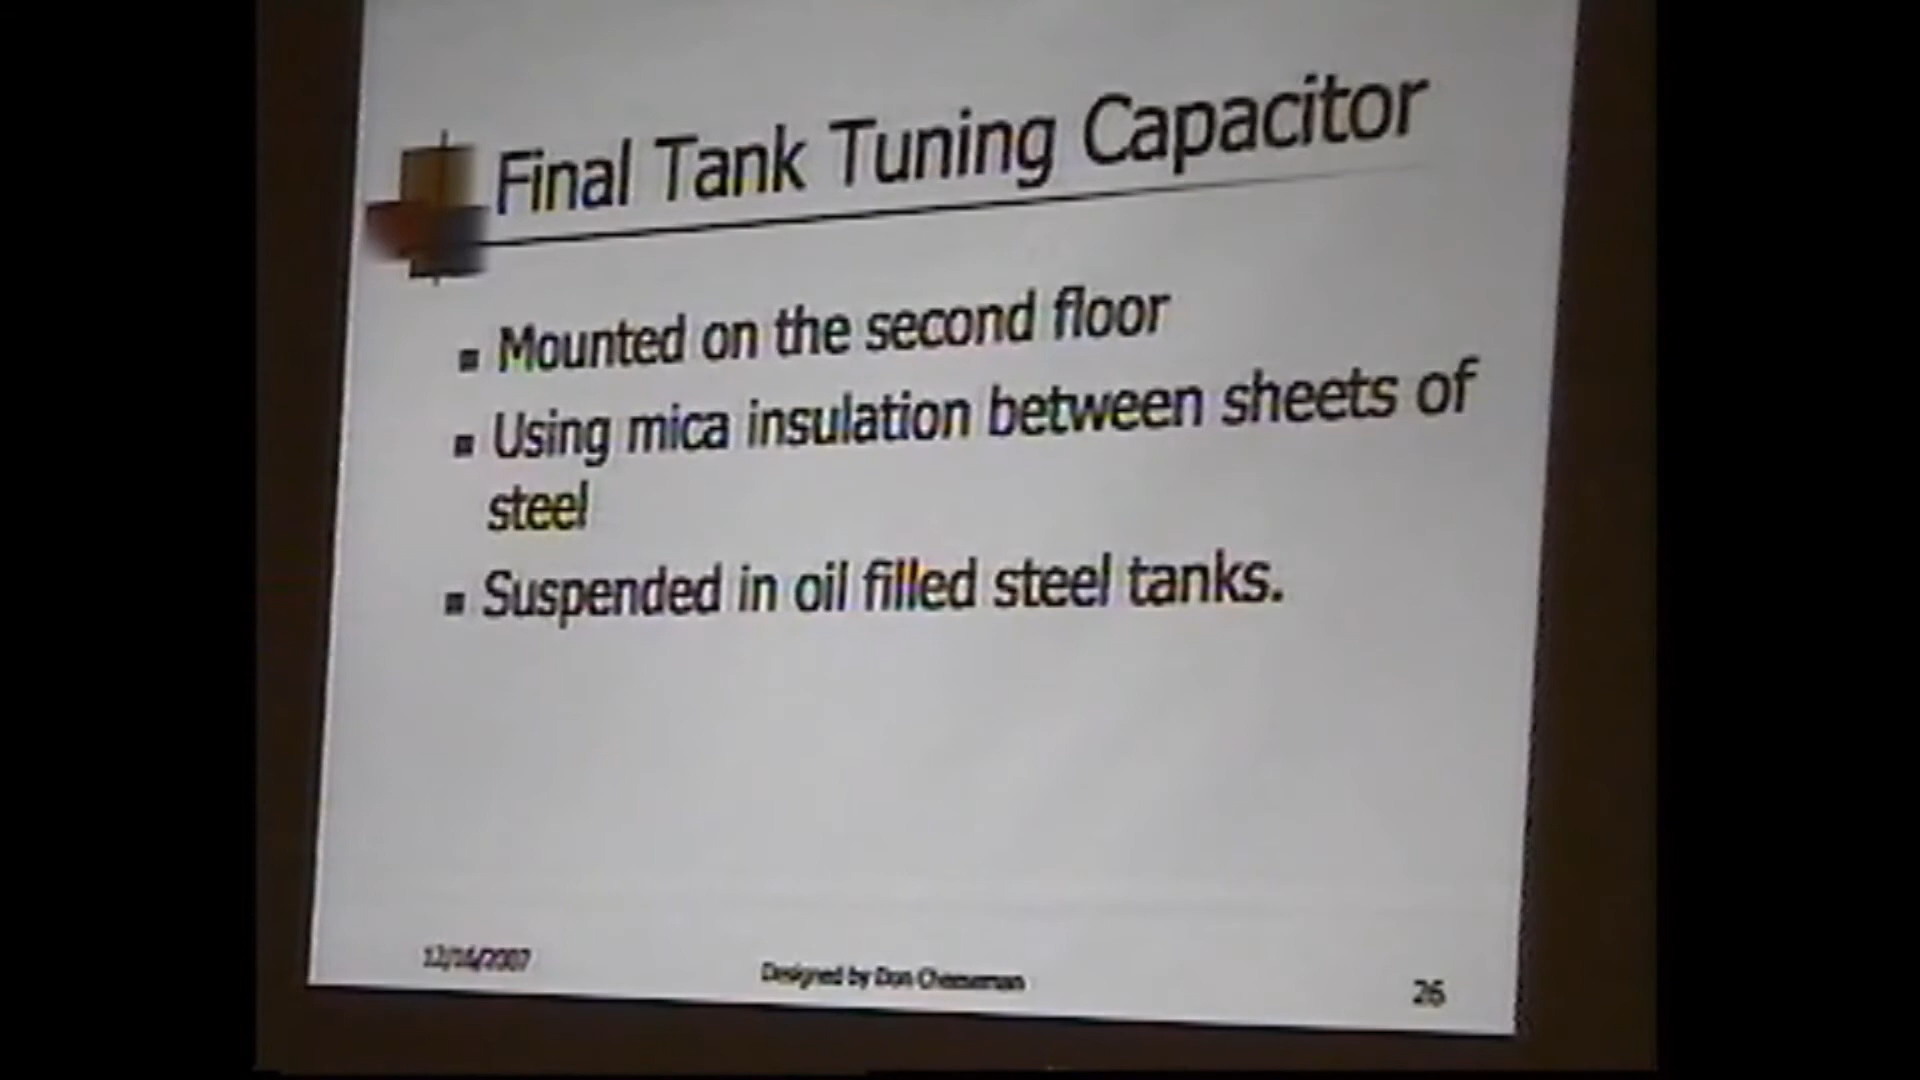 Final Tank Tuning Capacitor
Mounted on the second floor
Using mica insulation between sheets of
steel
Suspended in oil filled steel tanks.
12/16/2007
Designed by Don Cheeseman
26